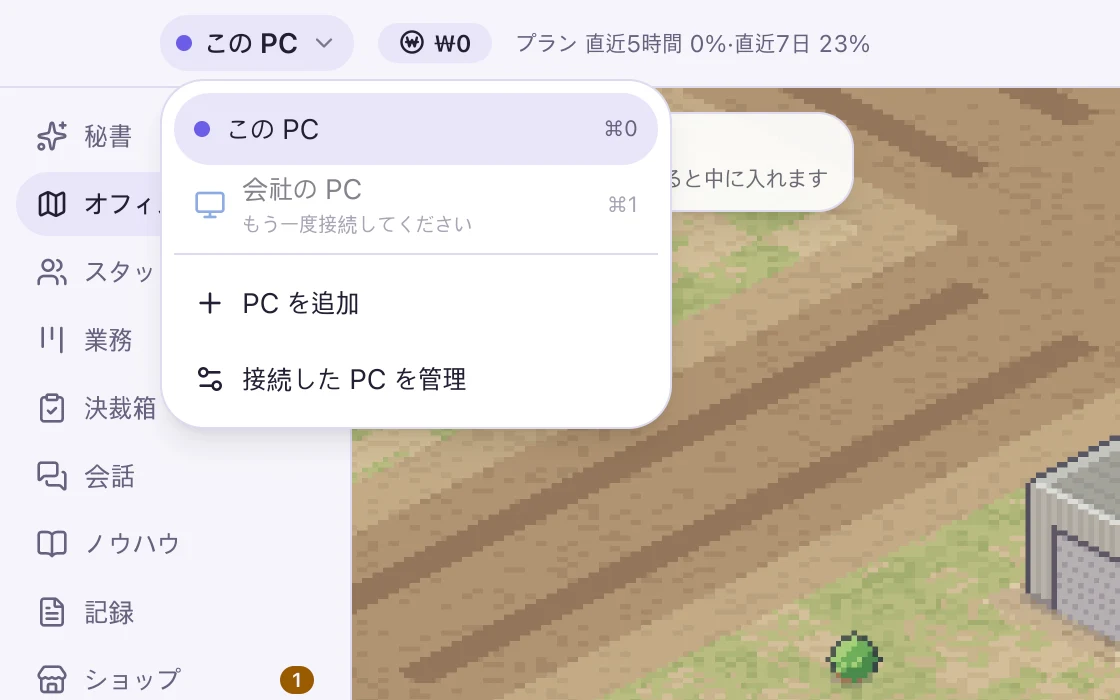 この PC
₩0
プラン 直近5時間 0%·直近7日 23%
この PC ⌘0
会社の PC ⌘1
もう一度接続してください
PC を追加
接続した PC を管理
ると中に入れます
秘書
オフィ
スタッ
業務
決裁箱
会話
ノウハウ
記録
ショップ 1